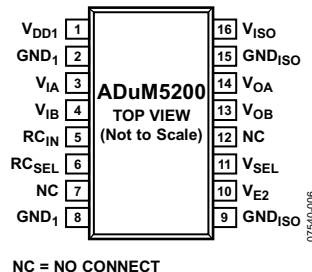 VDD1 1 16 VISO
GND1 2 15 GNDISO
VIA 3 ADuM5200 14 VOA
VIB 4 TOP VIEW 13 VOB
RCIN 5 (Not to Scale) 12 NC
RCSEL 6 11 VSEL
NC 7 10 VE2
GND1 8 9 GNDISO
07540-006
NC = NO CONNECT